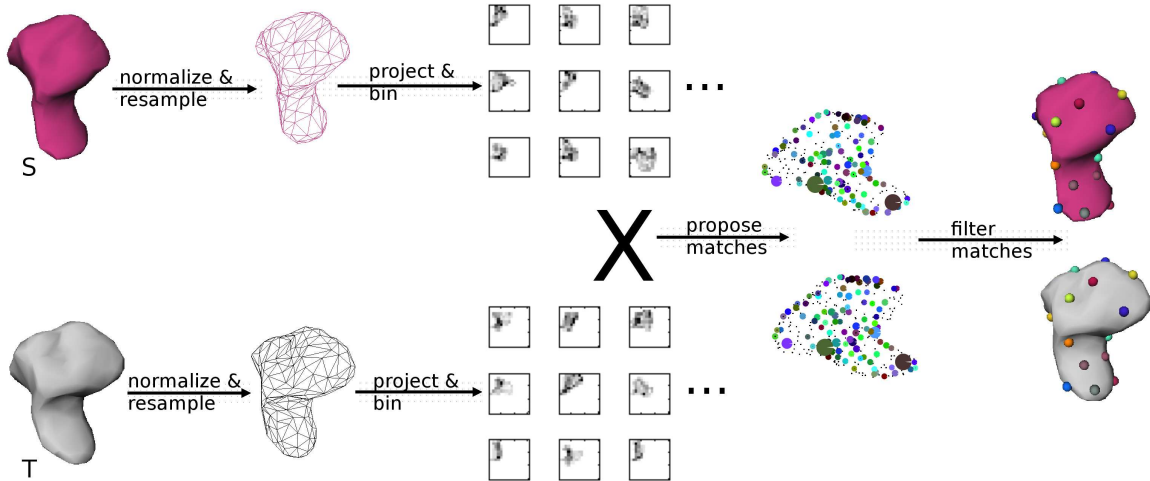 normalize &
resample
project &
bin
...
S
X
propose
matches
filter
matches
normalize &
resample
project &
bin
...
T